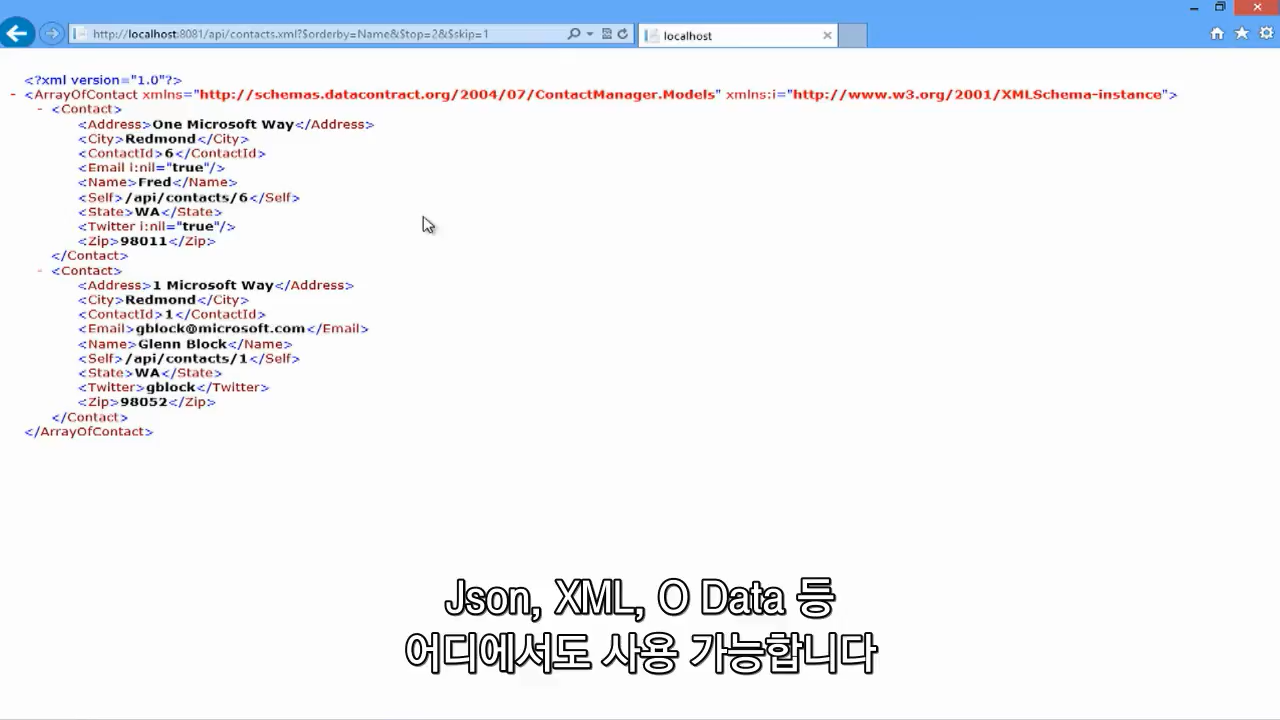 http://localhost:8081/api/contacts.xml?$orderby=Name&$top=2&$skip=1
localhost
<?xml version="1.0"?>
- <ArrayOfContact xmlns="http://schemas.datacontract.org/2004/07/ContactManager.Models" xmlns:i="http://www.w3.org/2001/XMLSchema-instance">
- <Contact>
<Address>One Microsoft Way</Address>
<City>Redmond</City>
<ContactId>6</ContactId>
<Email i:nil="true"/>
<Name>Fred</Name>
<Self>/api/contacts/6</Self>
<State>WA</State>
<Twitter i:nil="true"/>
<Zip>98011</Zip>
</Contact>
- <Contact>
<Address>1 Microsoft Way</Address>
<City>Redmond</City>
<ContactId>1</ContactId>
<Email>gblock@microsoft.com</Email>
<Name>Glenn Block</Name>
<Self>/api/contacts/1</Self>
<State>WA</State>
<Twitter>gblock</Twitter>
<Zip>98052</Zip>
</Contact>
</ArrayOfContact>
Json, XML, O Data 등
어디에서도 사용 가능합니다